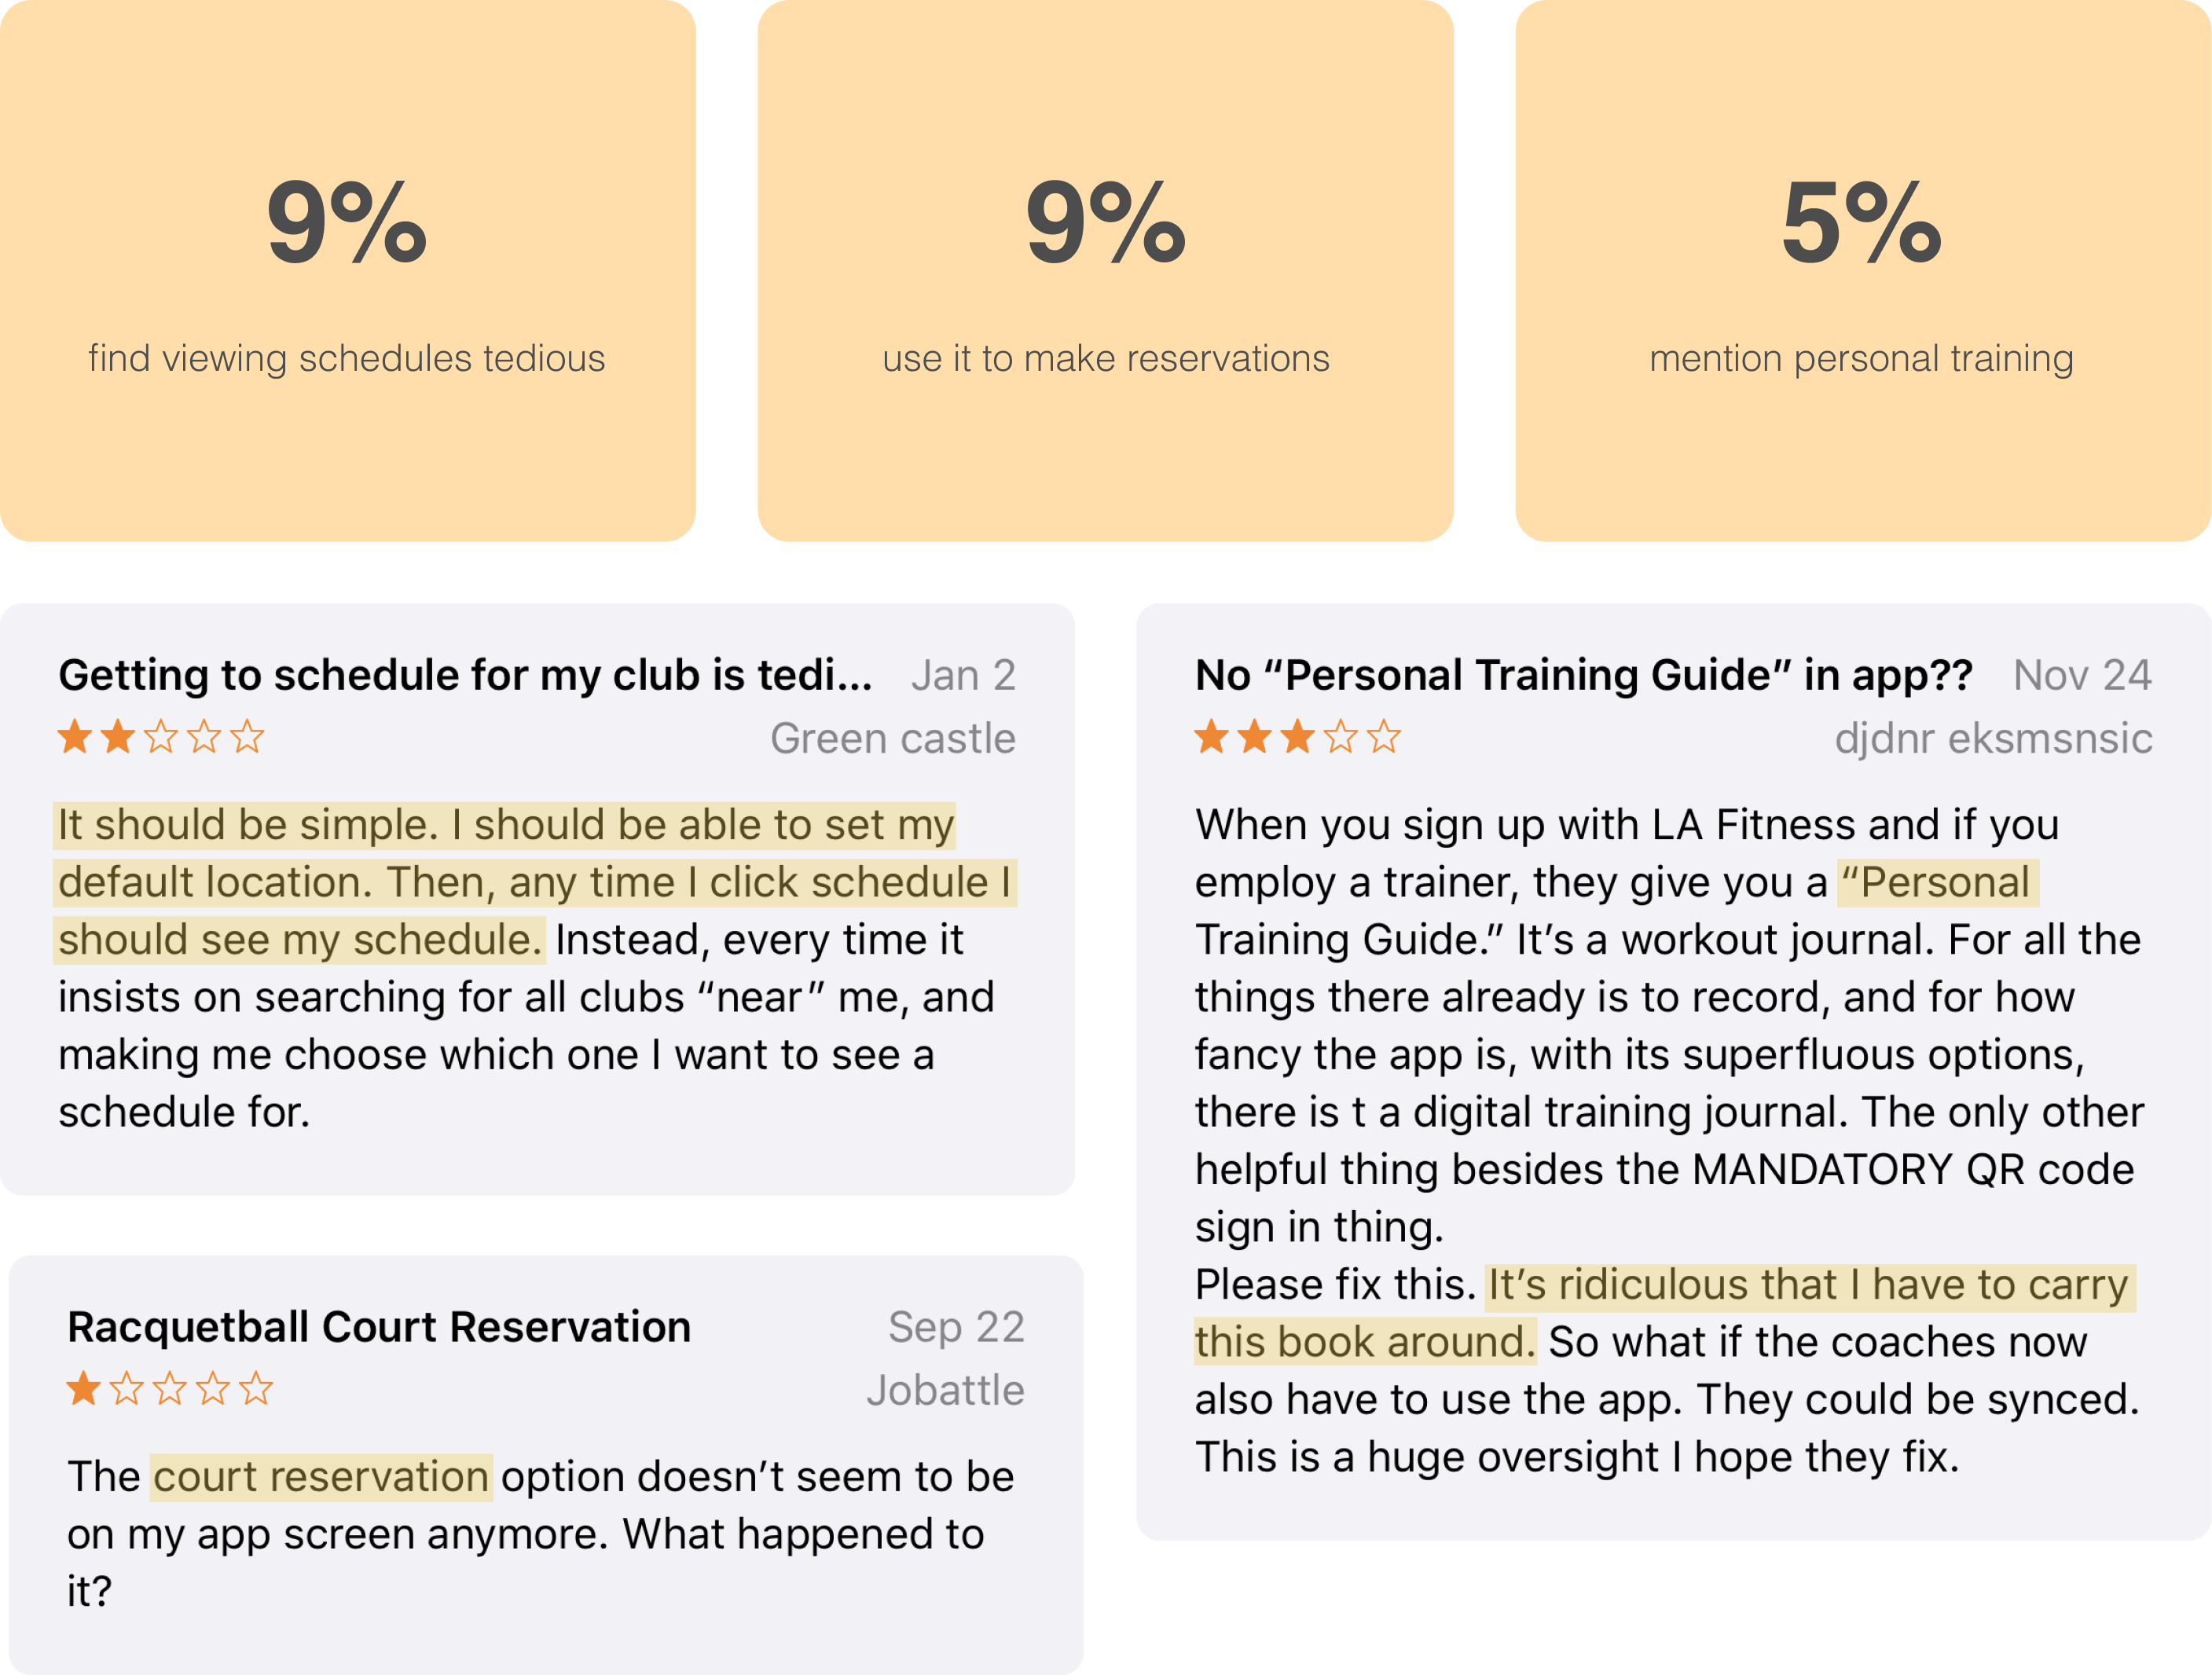 9%
find viewing schedules tedious
9%
use it to make reservations
5%
mention personal training
Getting to schedule for my club is tedi...
Jan 2
Green castle
It should be simple. I should be able to set my
default location. Then, any time I click schedule I
should see my schedule. Instead, every time it
insists on searching for all clubs “near” me, and
making me choose which one I want to see a
schedule for.
Racquetball Court Reservation
Sep 22
Jobattle
The court reservation option doesn’t seem to be
on my app screen anymore. What happened to
it?
No “Personal Training Guide” in app??
Nov 24
djdnr eksmsnsic
When you sign up with LA Fitness and if you
employ a trainer, they give you a “Personal
Training Guide.” It’s a workout journal. For all the
things there already is to record, and for how
fancy the app is, with its superfluous options,
there is t a digital training journal. The only other
helpful thing besides the MANDATORY QR code
sign in thing.
Please fix this. It’s ridiculous that I have to carry
this book around. So what if the coaches now
also have to use the app. They could be synced.
This is a huge oversight I hope they fix.